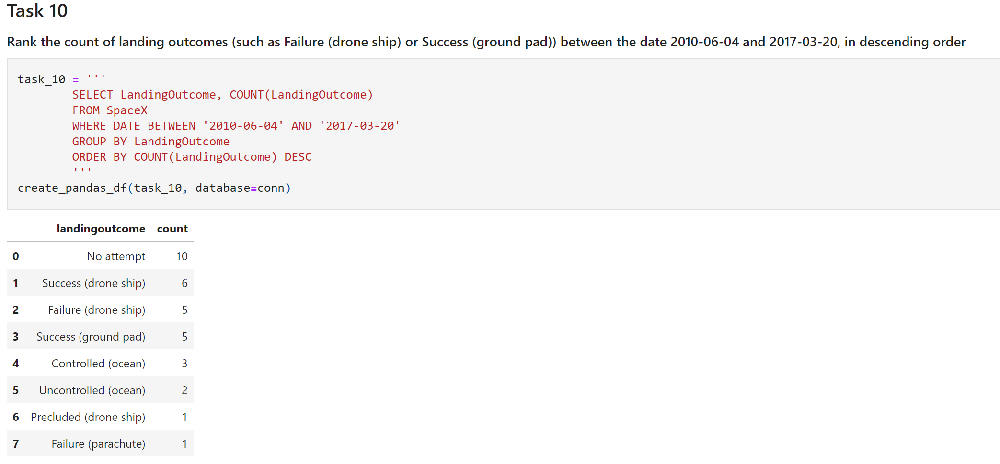 Task 10
Rank the count of landing outcomes (such as Failure (drone ship) or Success (ground pad)) between the date 2010-06-04 and 2017-03-20, in descending order
task_10 = '''
SELECT LandingOutcome, COUNT(LandingOutcome)
FROM SpaceX
WHERE DATE BETWEEN '2010-06-04' AND '2017-03-20'
GROUP BY LandingOutcome
ORDER BY COUNT(LandingOutcome) DESC
'''
create_pandas_df(task_10, database=conn)
landingoutcome count
0 No attempt 10
1 Success (drone ship) 6
2 Failure (drone ship) 5
3 Success (ground pad) 5
4 Controlled (ocean) 3
5 Uncontrolled (ocean) 2
6 Precluded (drone ship) 1
7 Failure (parachute) 1